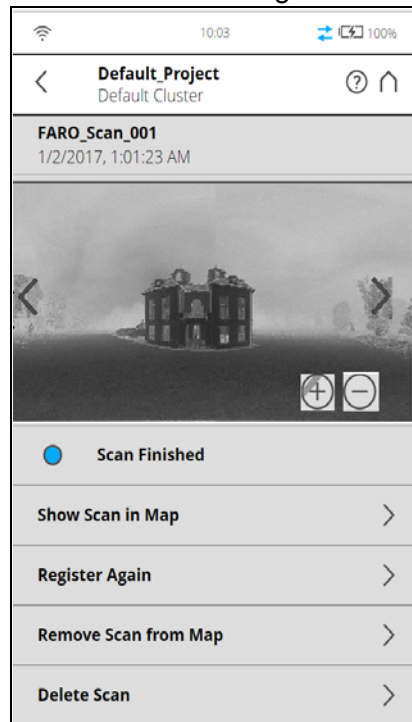 10:03 100%
Default_Project
Default Cluster
FARO_Scan_001
1/2/2017, 1:01:23 AM
Scan Finished
Show Scan in Map
Register Again
Remove Scan from Map
Delete Scan